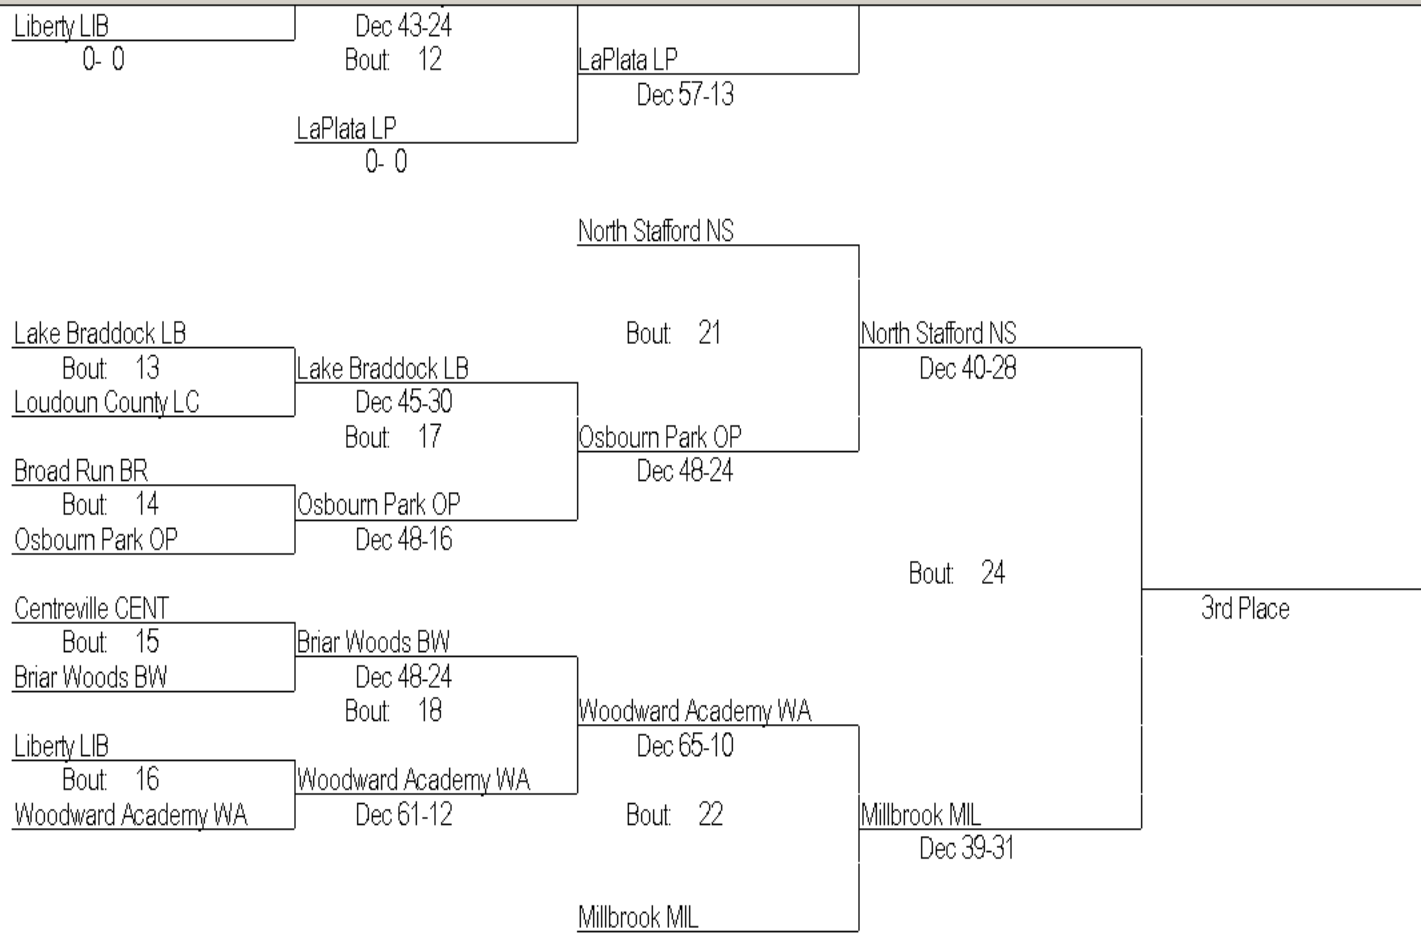 Liberty LIB
0- 0
Dec 43-24
Bout: 12
LaPlata LP
Dec 57-13
LaPlata LP
0- 0
North Stafford NS
Bout: 21
North Stafford NS
Dec 40-28
Lake Braddock LB
Bout: 13
Loudoun County LC
Lake Braddock LB
Dec 45-30
Bout: 17
Osbourn Park OP
Dec 48-24
Broad Run BR
Bout: 14
Osbourn Park OP
Osbourn Park OP
Dec 48-16
Bout: 24
3rd Place
Centreville CENT
Bout: 15
Briar Woods BW
Briar Woods BW
Dec 48-24
Bout: 18
Woodward Academy WA
Dec 65-10
Liberty LIB
Bout: 16
Woodward Academy WA
Woodward Academy WA
Dec 61-12
Bout: 22
Millbrook MIL
Dec 39-31
Millbrook MIL